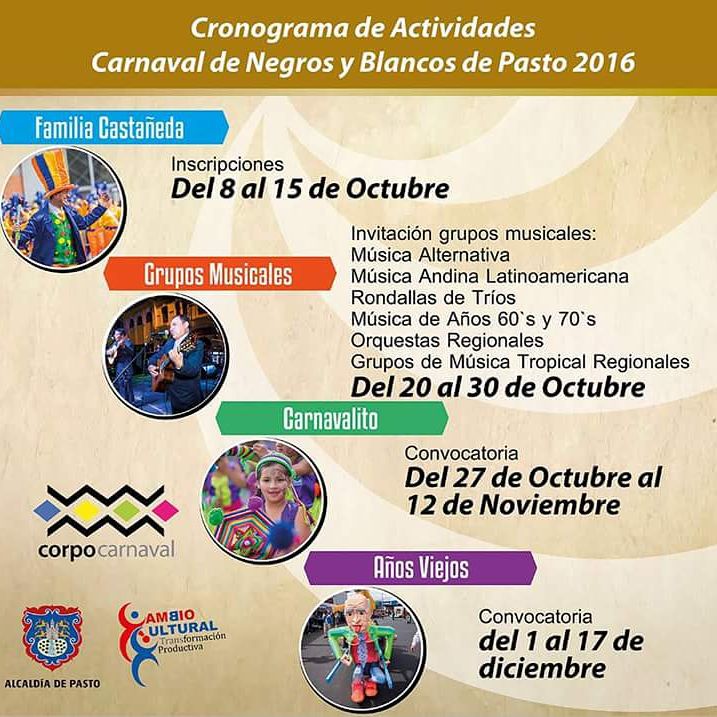 Cronograma de Actividades
Carnaval de Negros y Blancos de Pasto 2016
Familia Castañeda
Inscripciones
Del 8 al 15 de Octubre
Grupos Musicales
Invitación grupos musicales:
Música Alternativa
Música Andina Latinoamericana
Rondallas de Tríos
Música de Años 60`s y 70`s
Orquestas Regionales
Grupos de Música Tropical Regionales
Del 20 al 30 de Octubre
Carnavalito
Convocatoria
Del 27 de Octubre al
12 de Noviembre
corpocarnaval
Años Viejos
Convocatoria
del 1 al 17 de
diciembre
ALCALDÍA DE PASTO
CAMBIO
CULTURAL
Transformación
Productiva